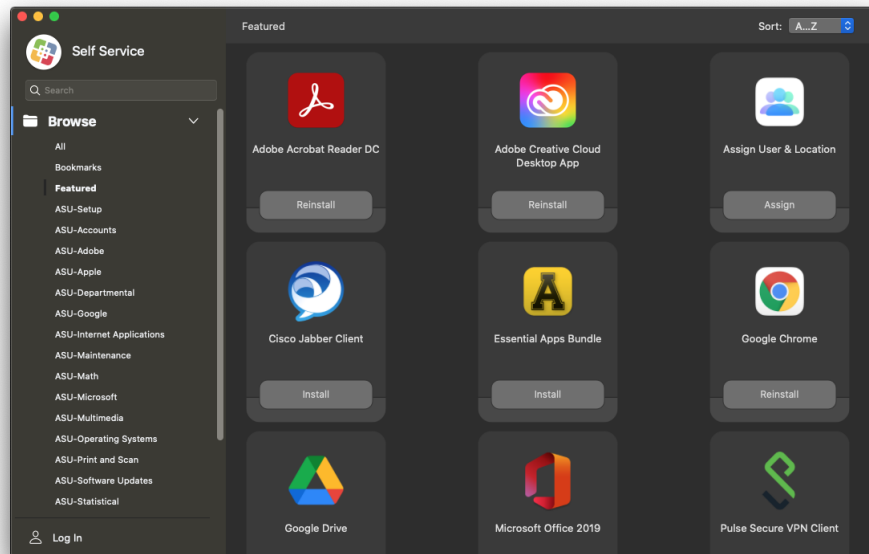 Self Service
Search
Browse
All
Bookmarks
Featured
ASU-Setup
ASU-Accounts
ASU-Adobe
ASU-Apple
ASU-Departmental
ASU-Google
ASU-Internet Applications
ASU-Maintenance
ASU-Math
ASU-Microsoft
ASU-Multimedia
ASU-Operating Systems
ASU-Print and Scan
ASU-Software Updates
ASU-Statistical
Log In
Featured
Sort: A...Z
Adobe Acrobat Reader DC
Reinstall
Adobe Creative Cloud
Desktop App
Reinstall
Assign User & Location
Assign
Cisco Jabber Client
Install
A
Essential Apps Bundle
Install
Google Chrome
Reinstall
Google Drive
Microsoft Office 2019
Pulse Secure VPN Client